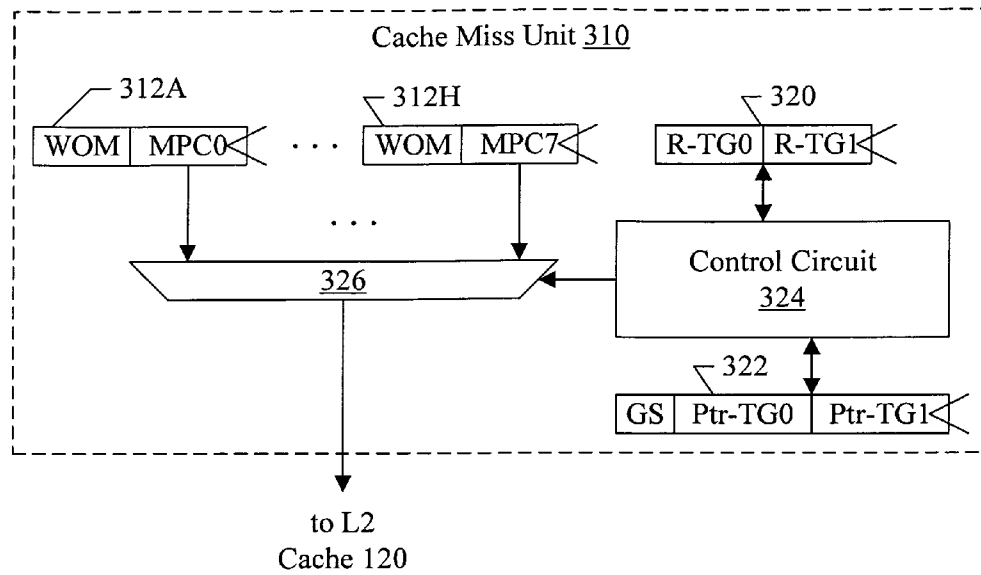 Cache Miss Unit 310
312A
312H
320
WOM MPC0 . . . WOM MPC7 R-TG0 R-TG1
. . .
Control Circuit
324
326
322
GS Ptr-TG0 Ptr-TG1
to L2
Cache 120